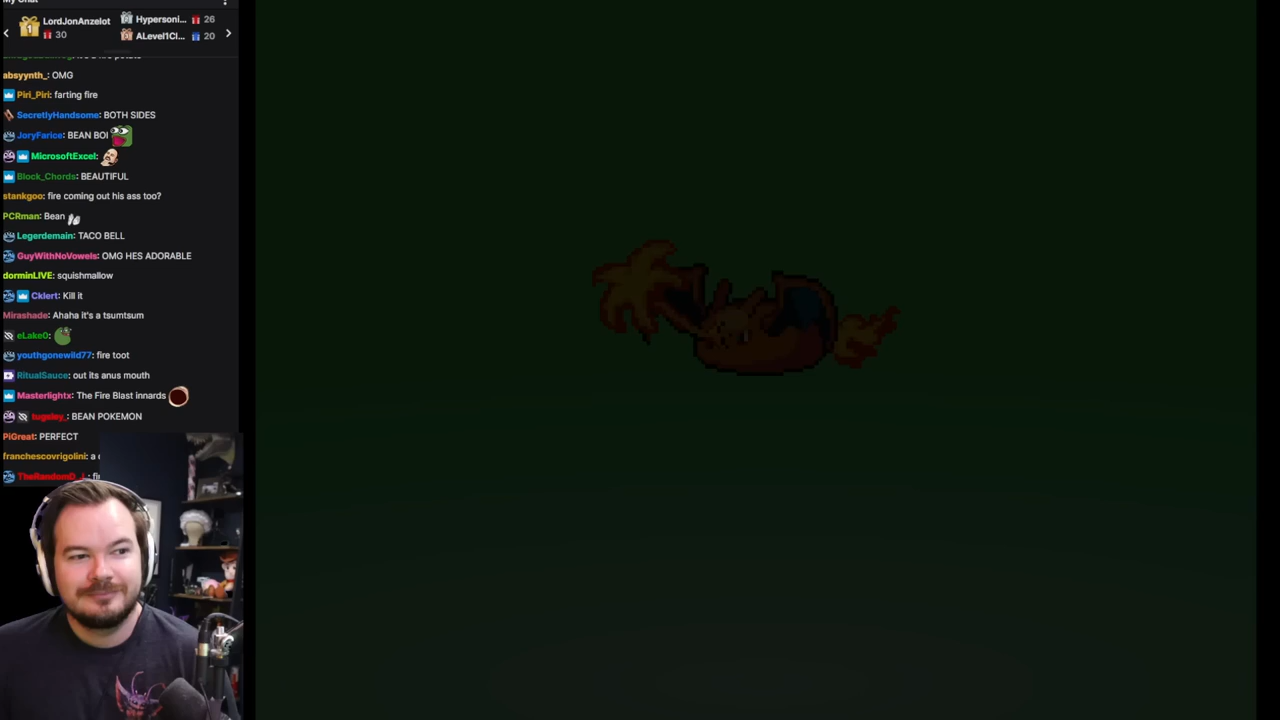 My Chat
LordJonAnzelot
30
Hypersoni... 26
ALevel1Cl... 20
absyynth_: OMG
Piri_Piri: farting fire
SecretlyHandsome: BOTH SIDES
JoryFarice: BEAN BOI
MicrosoftExcel:
Block_Chords: BEAUTIFUL
stankgoo: fire coming out his ass too?
PCRman: Bean
Legerdemain: TACO BELL
GuyWithNoVowels: OMG HES ADORABLE
dorminLIVE: squishmallow
Cklert: Kill it
Mirashade: Ahaha it's a tsumtsum
eLake0:
youthgonewild77: fire toot
RitualSauce: out its anus mouth
Masterlightx: The Fire Blast innards
tugsley_: BEAN POKEMON
PiGreat: PERFECT
franchescovrigolini: a